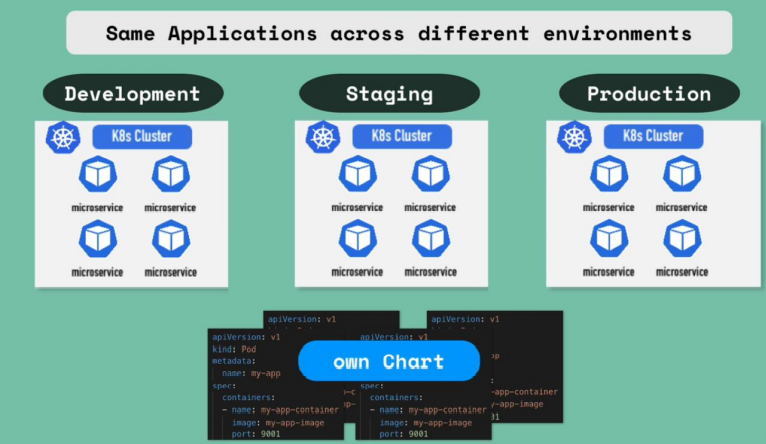 Same Applications across different environments
Development
Staging
Production
K8s Cluster
K8s Cluster
K8s Cluster
microservice microservice
microservice microservice
microservice microservice
microservice microservice
microservice microservice
microservice microservice
apiVersion: v1
apiVersion: v1
apiVersion: v1
kind: Pod
metadata:
name: my-app
spec:
containers:
- name: my-app-container
image: my-app-image
port: 9001
apiVersion: v1
own Chart
spec:
containers:
- name: my-app-container
image: my-app-image
port: 9001
-app-container
-app-image